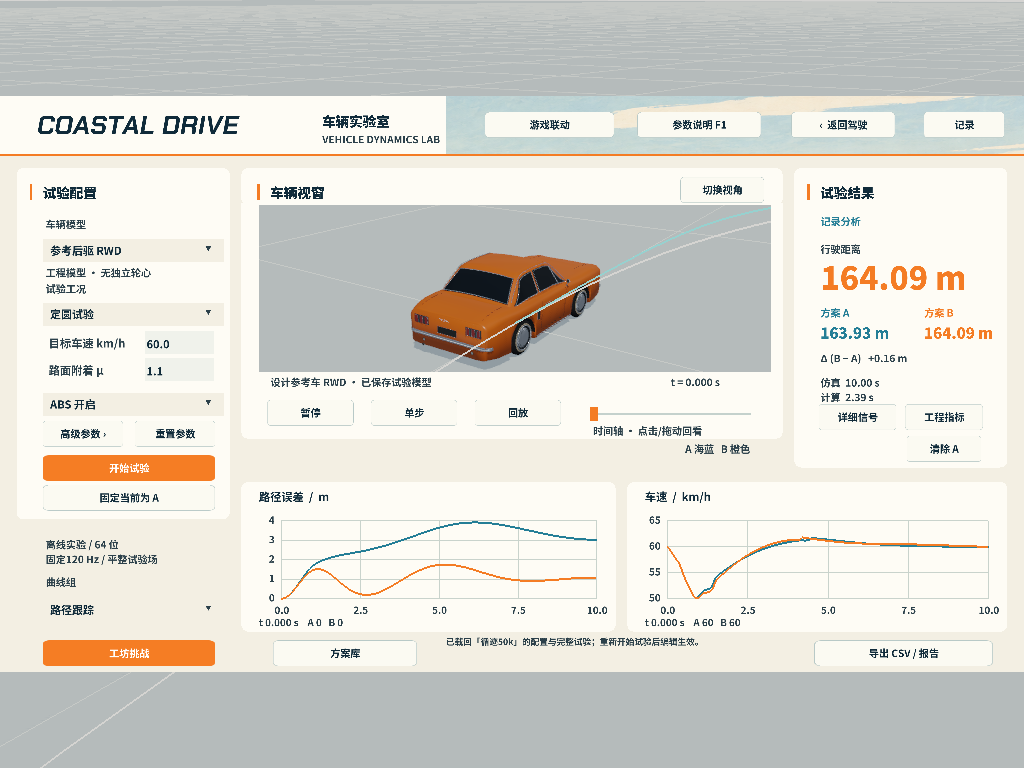 COASTAL DRIVE
车辆实验室
VEHICLE DYNAMICS LAB
游戏联动
参数说明 F1
‹ 返回驾驶
记录
试验配置
车辆模型
参考后驱 RWD
工程模型 · 无独立轮心
试验工况
定圆试验
目标车速 km/h
60.0
路面附着 μ
1.1
ABS 开启
高级参数 ›
重置参数
开始试验
固定当前为 A
离线实验 / 64 位
固定120 Hz / 平整试验场
曲线组
路径跟踪
工坊挑战
车辆视窗
切换视角
设计参考车 RWD · 已保存试验模型
t = 0.000 s
暂停
单步
回放
时间轴 · 点击/拖动回看
A 海蓝 B 橙色
试验结果
记录分析
行驶距离
164.09 m
方案 A
方案 B
163.93 m
164.09 m
Δ (B − A) +0.16 m
仿真 10.00 s
计算 2.39 s
详细信号
工程指标
清除 A
路径误差 / m
4
3
2
1
0
0.0
2.5
5.0
7.5
10.0
t 0.000 s A 0 B 0
车速 / km/h
65
60
55
50
0.0
2.5
5.0
7.5
10.0
t 0.000 s A 60 B 60
方案库
已载回「循迹50k」的配置与完整试验；重新开始试验后编辑生效。
导出 CSV / 报告